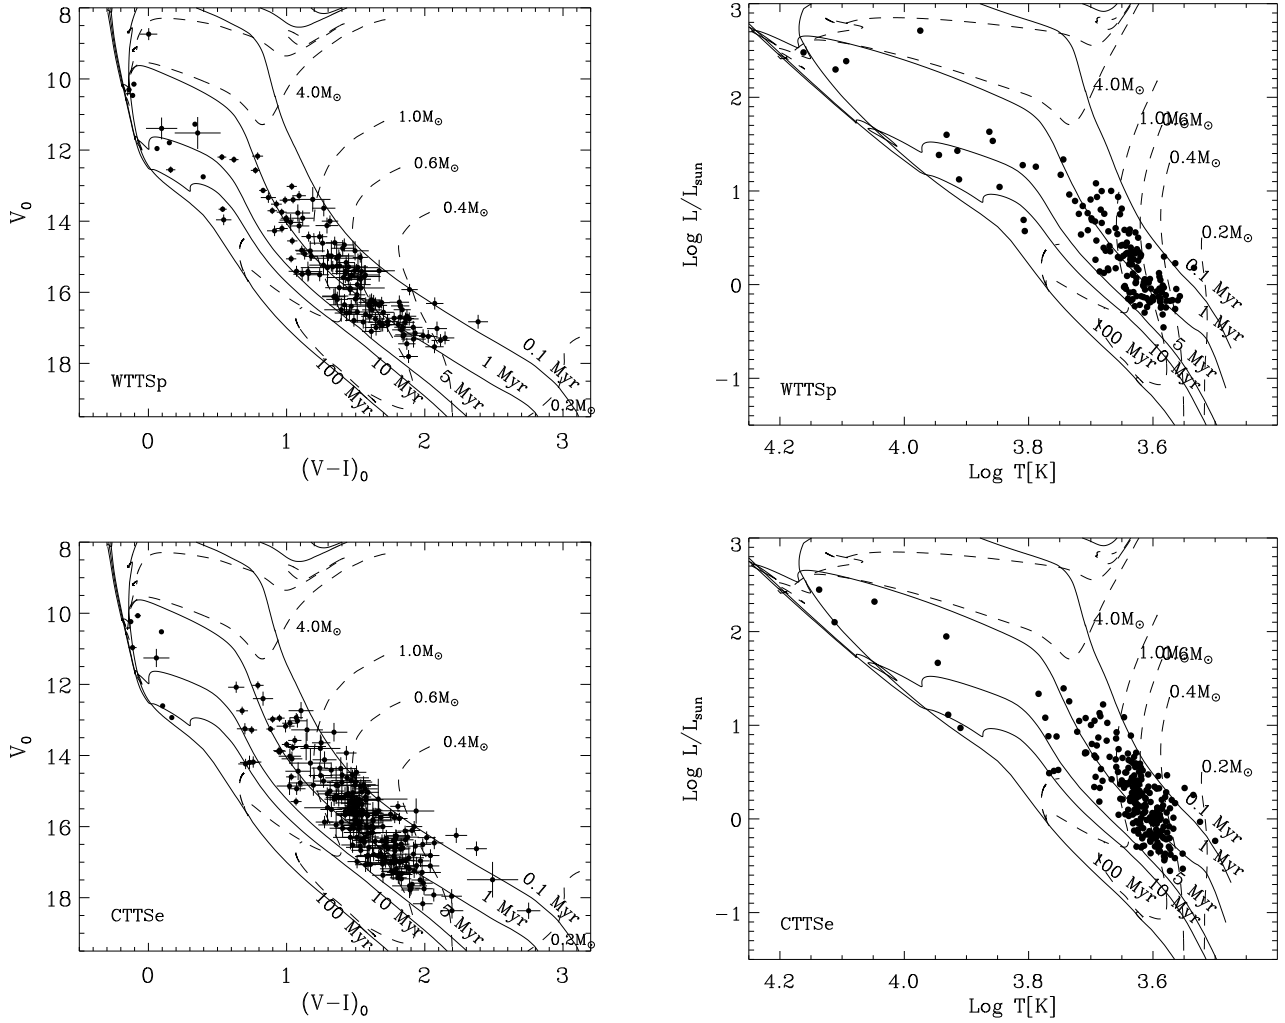 8
10
12
14
16
18
V₀
4.0M⊙
1.0M⊙
0.6M⊙
0.4M⊙
0.2M⊙
0.1 Myr
1 Myr
5 Myr
10 Myr
100 Myr
WTTSp
0
1
2
3
(V−I)₀
3
2
1
0
−1
Log L/Lsun
4.0M⊙
1.0M⊙
0.6M⊙
0.4M⊙
0.2M⊙
0.1 Myr
1 Myr
5 Myr
10 Myr
100 Myr
WTTSp
4.2
4.0
3.8
3.6
Log T[K]
8
10
12
14
16
18
V₀
4.0M⊙
1.0M⊙
0.6M⊙
0.4M⊙
0.2M⊙
0.1 Myr
1 Myr
5 Myr
10 Myr
100 Myr
CTTSe
0
1
2
3
(V−I)₀
3
2
1
0
−1
Log L/Lsun
4.0M⊙
1.0M⊙
0.6M⊙
0.4M⊙
0.2M⊙
0.1 Myr
1 Myr
5 Myr
10 Myr
100 Myr
CTTSe
4.2
4.0
3.8
3.6
Log T[K]